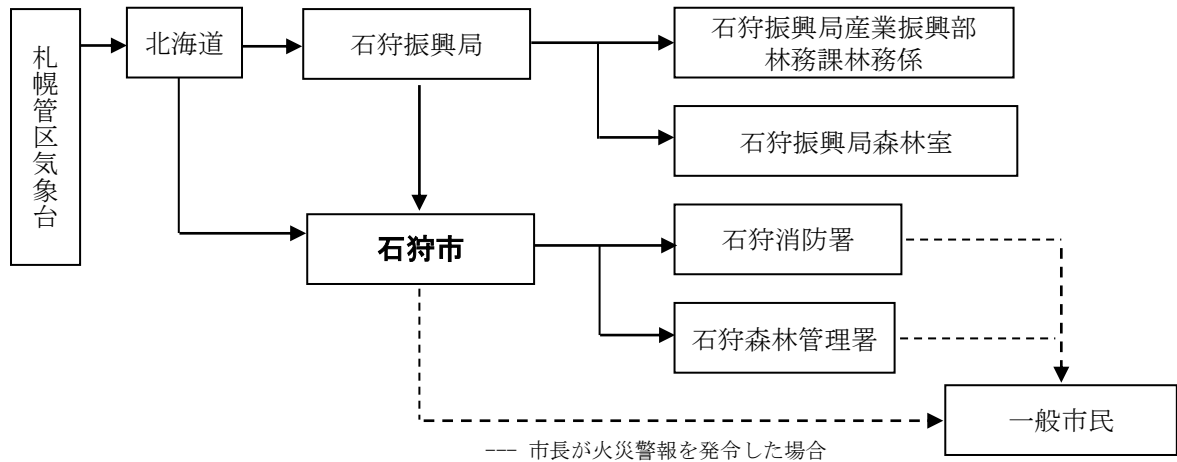 札幌管区気象台
北海道
石狩振興局
石狩振興局産業振興部
林務課林務係
石狩振興局森林室
石狩市
石狩消防署
石狩森林管理署
一般市民
--- 市長が火災警報を発令した場合